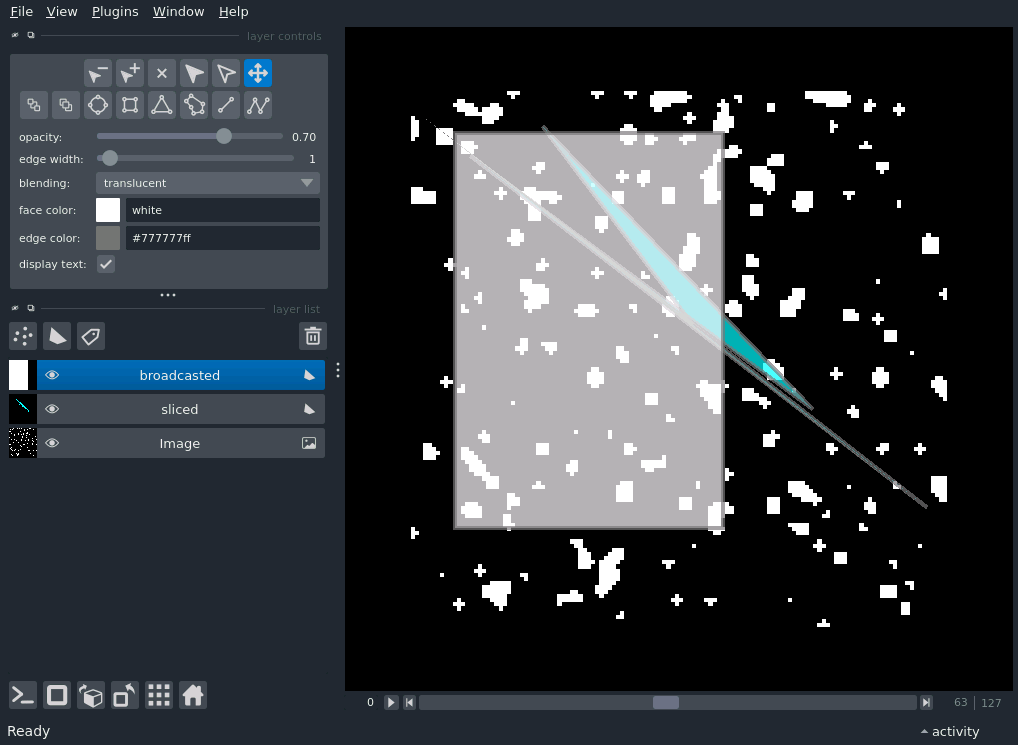 File View Plugins Window Help
layer controls
opacity: 0.70
edge width: 1
blending: translucent
face color: white
edge color: #777777ff
display text:
layer list
broadcasted
sliced
Image
0 63 127
Ready activity